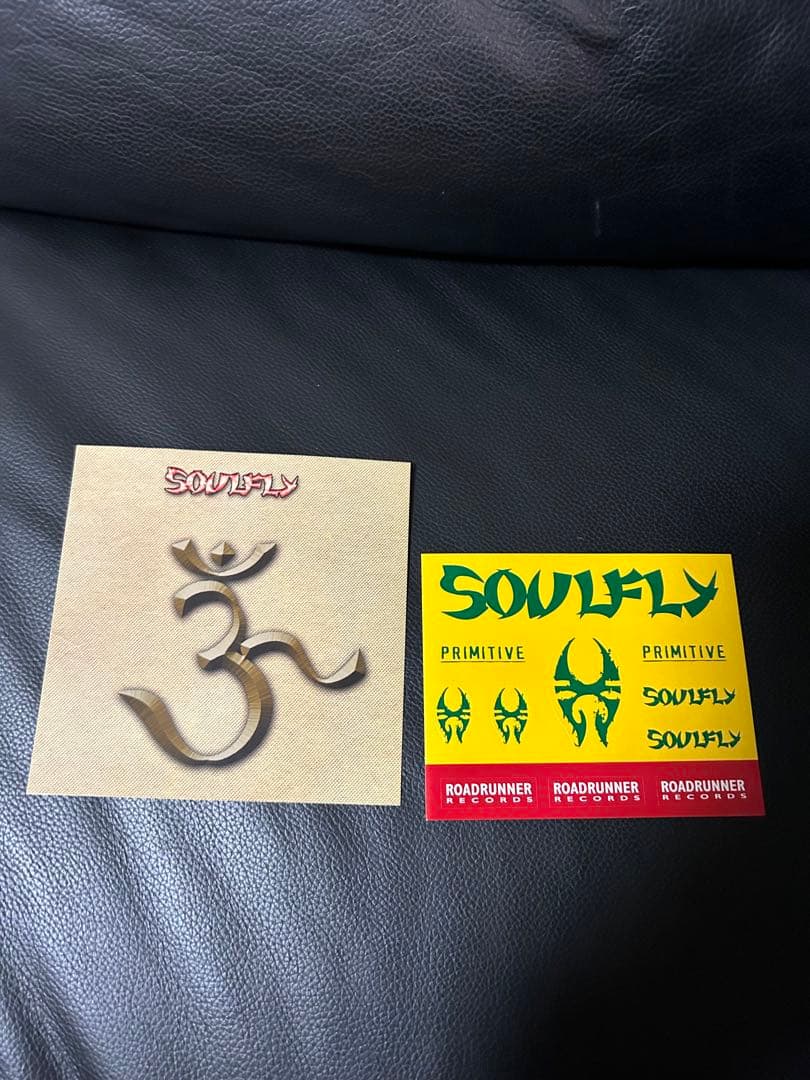 SOULFLY
ॐ
SOULFLY
PRIMITIVE
PRIMITIVE
SOULFLY
SOULFLY
ROADRUNNER
RECORDS
ROADRUNNER
RECORDS
ROADRUNNER
RECORDS